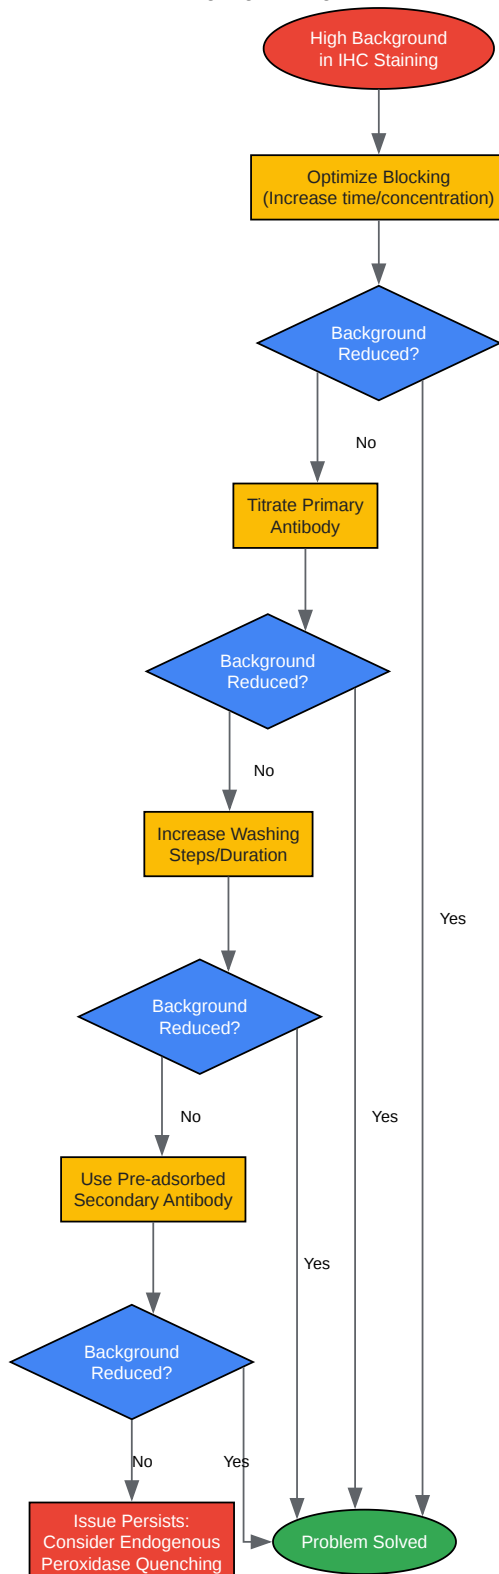 High Background
in IHC Staining
Optimize Blocking
(Increase time/concentration)
Background
Reduced?
No
Titrate Primary
Antibody
Background
Reduced?
No
Increase Washing
Steps/Duration
Yes
Background
Reduced?
No
Yes
Use Pre-adsorbed
Secondary Antibody
Yes
Background
Reduced?
No
Yes
Issue Persists:
Consider Endogenous
Peroxidase Quenching
Problem Solved